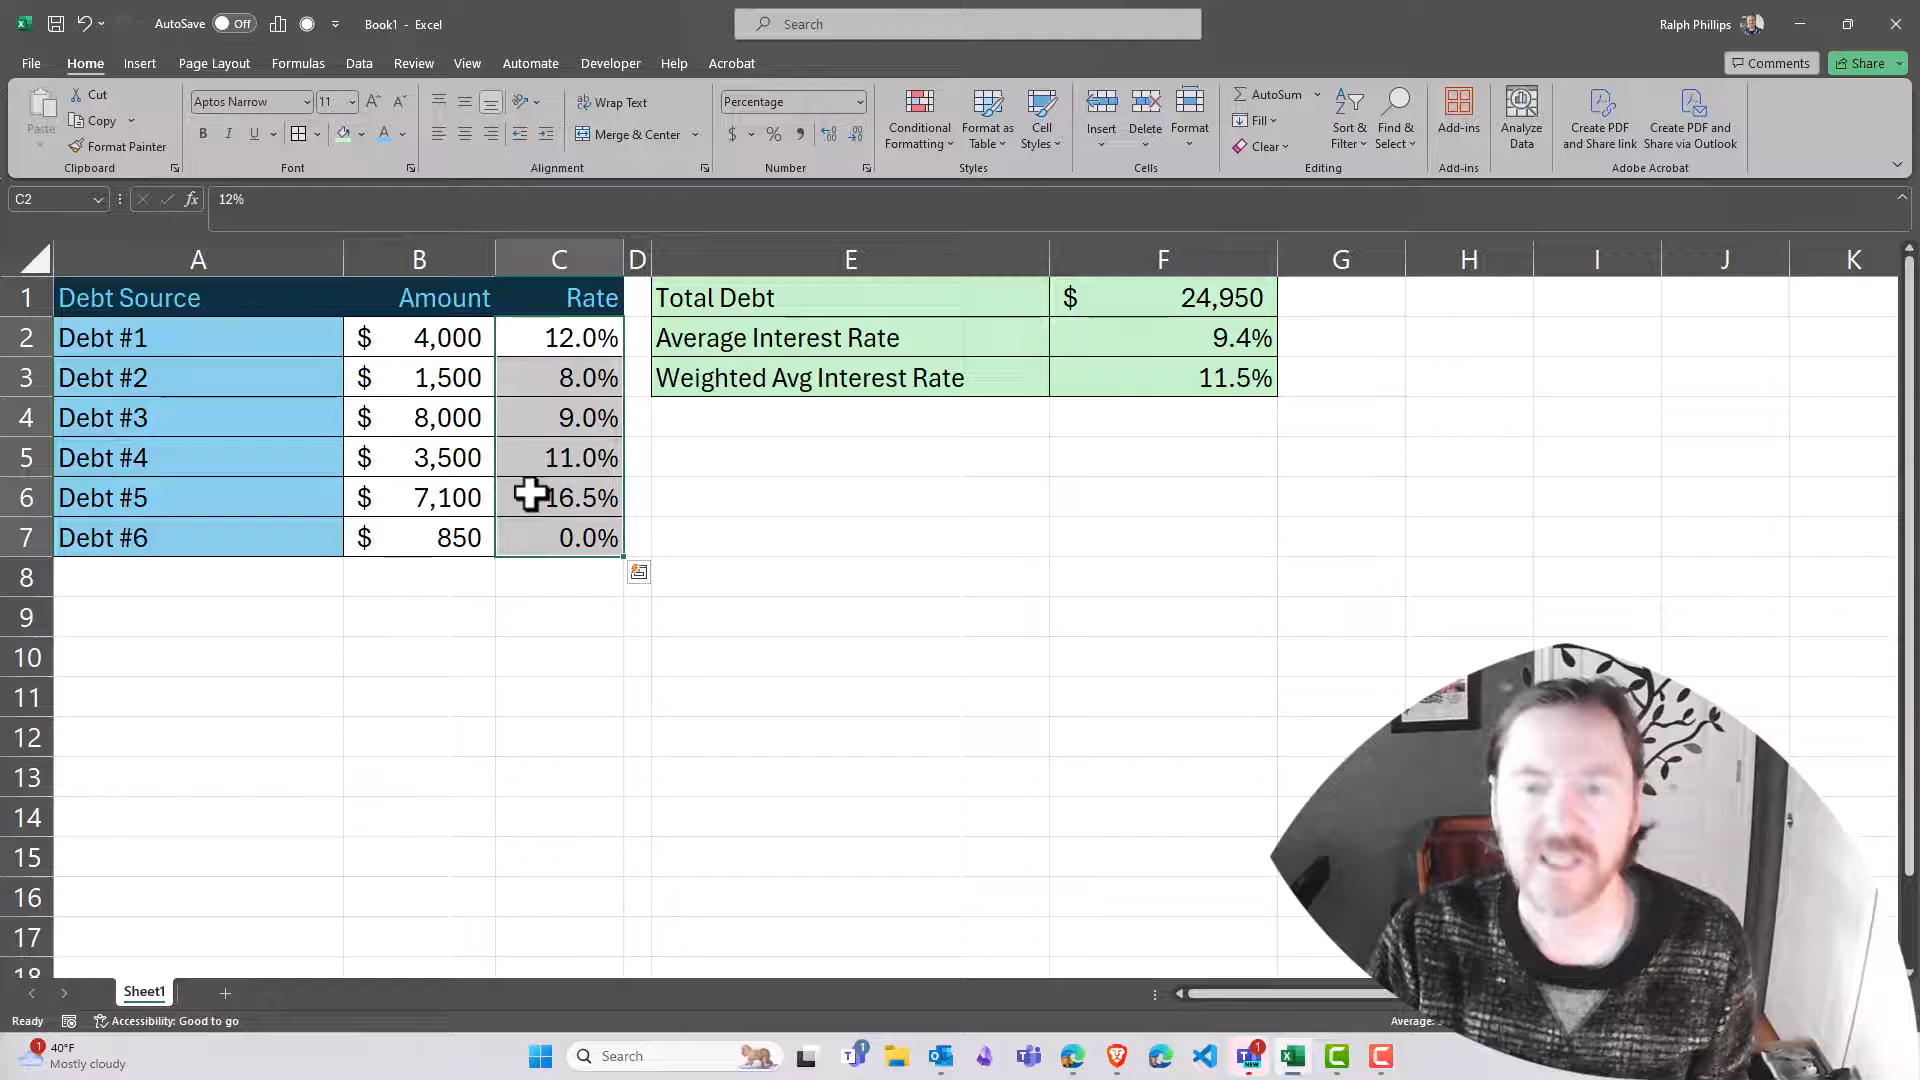 AutoSave Off Book1 - Excel Search Ralph Phillips
File Home Insert Page Layout Formulas Data Review View Automate Developer Help Acrobat Comments Share
Paste Cut Copy Format Painter Clipboard
Aptos Narrow 11 B I U Font
Wrap Text Merge & Center Alignment
Percentage $ % Number
Conditional Formatting Format as Table Cell Styles Styles
Insert Delete Format Cells
AutoSum Fill Clear Sort & Filter Find & Select Editing
Add-ins Add-ins
Analyze Data
Create PDF and Share link Create PDF and Share via Outlook Adobe Acrobat
C2 fx 12%
A B C D E F G H I J K
1 Debt Source Amount Rate Total Debt $ 24,950
2 Debt #1 $ 4,000 12.0% Average Interest Rate 9.4%
3 Debt #2 $ 1,500 8.0% Weighted Avg Interest Rate 11.5%
4 Debt #3 $ 8,000 9.0%
5 Debt #4 $ 3,500 11.0%
6 Debt #5 $ 7,100 16.5%
7 Debt #6 $ 850 0.0%
8
9
10
11
12
13
14
15
16
17
18
Sheet1
Ready Accessibility: Good to go Average:
1 40°F Search 1 1 NEW
Mostly cloudy